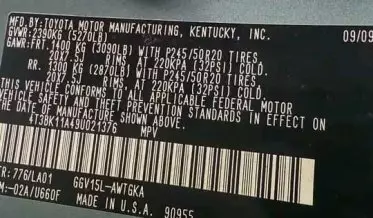 MFD.BY:TOYOTA MOTOR MANUFACTURING, KENTUCKY, INC. 09/09
GVWR:2390KG (5270LB)
GAWR:FRT. 1400 KG (3090LB) WITH P245/50R20 TIRES
20X7.5J RIMS, AT 220KPA (32PSI) COLD.
RR. 1300 KG (2870LB) WITH P245/50R20 TIRES
20X7.5J RIMS, AT 220KPA (32PSI) COLD.
THIS VEHICLE CONFORMS TO ALL APPLICABLE FEDERAL MOTOR
VEHICLE SAFETY AND THEFT PREVENTION STANDARDS IN EFFECT ON
THE DATE OF MANUFACTURE SHOWN ABOVE.
4T3BK11A49U021376 MPV
TR:776/LA01 GGV15L-AWTGKA
M:-02A/U660F MADE IN U.S.A. 90955